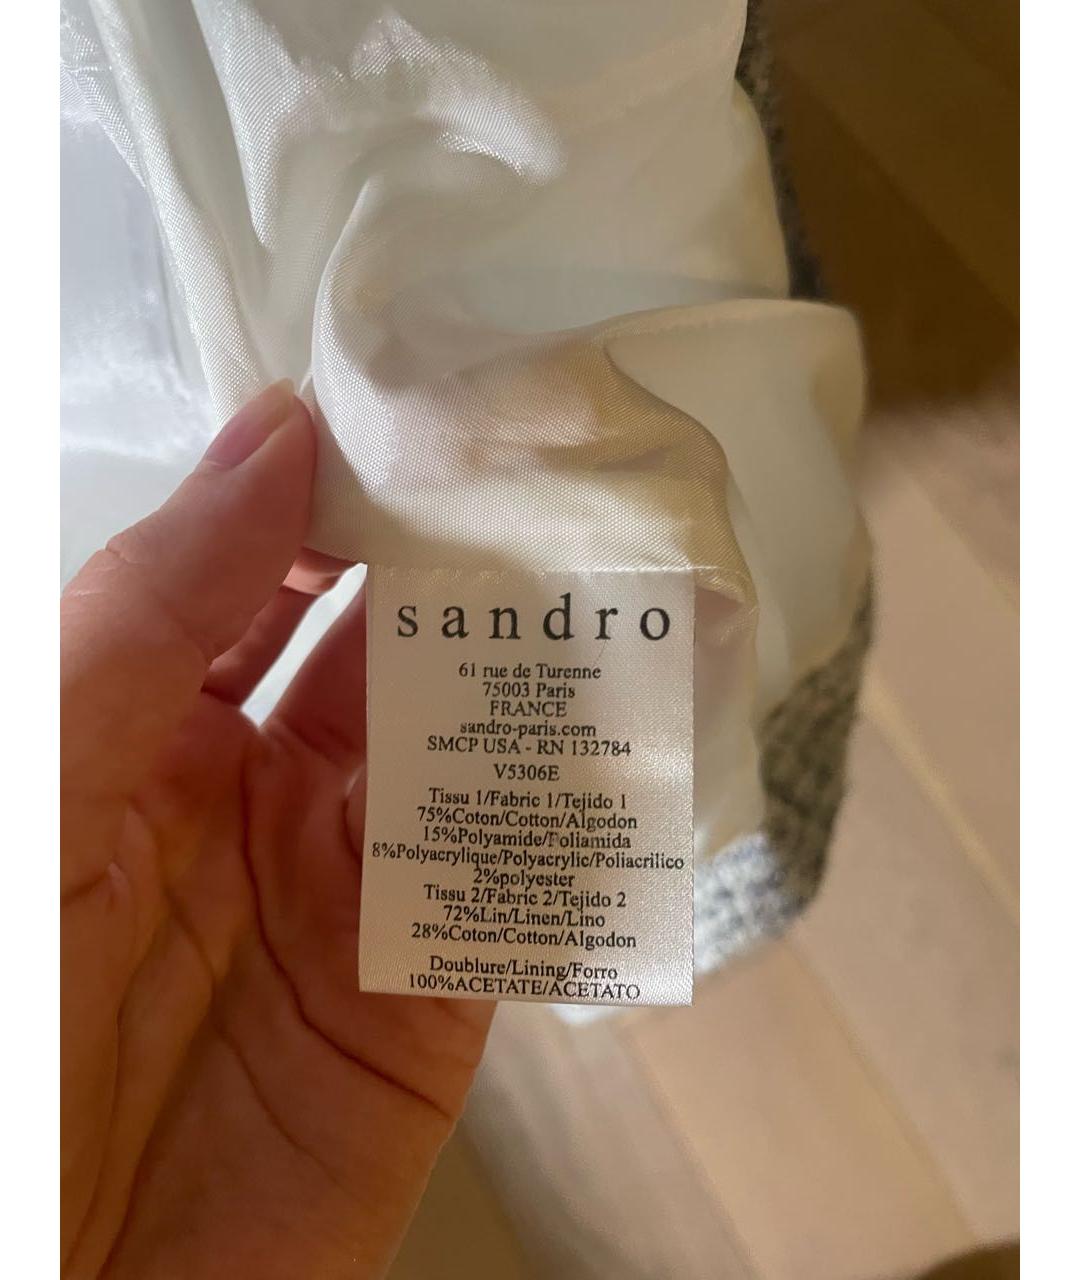 sandro
61 rue de Turenne
75003 Paris
FRANCE
sandro-paris.com
SMCP USA - RN 132784
V5306E
Tissu 1/Fabric 1/Tejido 1
75%Coton/Cotton/Algodon
15%Polyamide/Poliamida
8%Polyacrylique/Polyacrylic/Poliacrilico
2%polyester
Tissu 2/Fabric 2/Tejido 2
72%Lin/Linen/Lino
28%Coton/Cotton/Algodon
Doublure/Lining/Forro
100%ACETATE/ACETATO